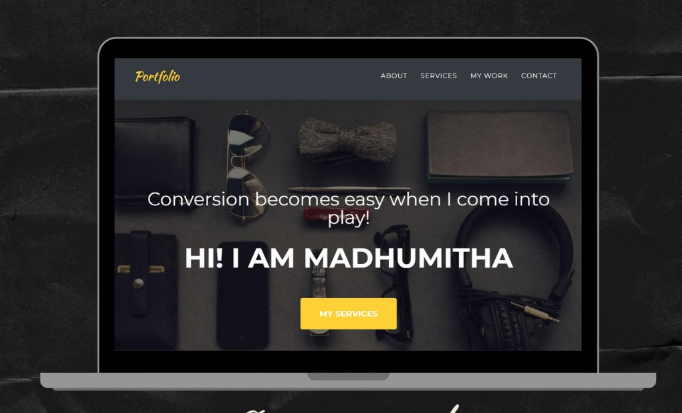 Portfolio
ABOUT SERVICES MY WORK CONTACT
Conversion becomes easy when I come into
play!
HI! I AM MADHUMITHA
MY SERVICES